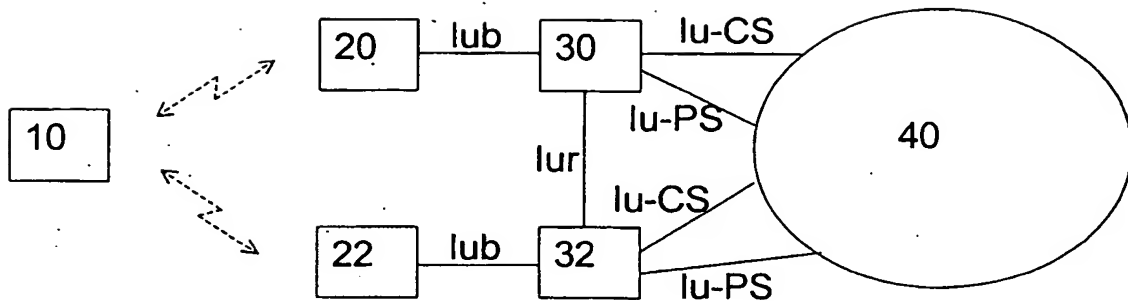 20 Iub 30 Iu-CS
10 Iu-PS 40
Iur
Iu-CS
22 Iub 32
Iu-PS